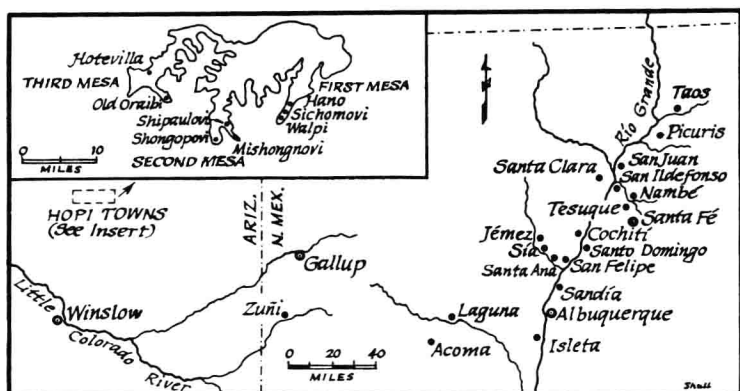 Hotevilla
THIRD MESA
Old Oraibi
FIRST MESA
Hano
Sichomovi
Walpi
Shipaulovi
Shongopovi
Mishongnovi
SECOND MESA
0 10
MILES
HOPI TOWNS
(See Insert)
ARIZ.
N. MEX.
Río Grande
Taos
Picuris
San Juan
Santa Clara
San Ildefonso
Nambé
Tesuque
Santa Fé
Jémez
Cochití
Sía
Santo Domingo
Santa Ana
San Felipe
Gallup
Sandía
Little Colorado River
Winslow
Zuñi
Laguna
Albuquerque
Acoma
Isleta
0 20 40
MILES